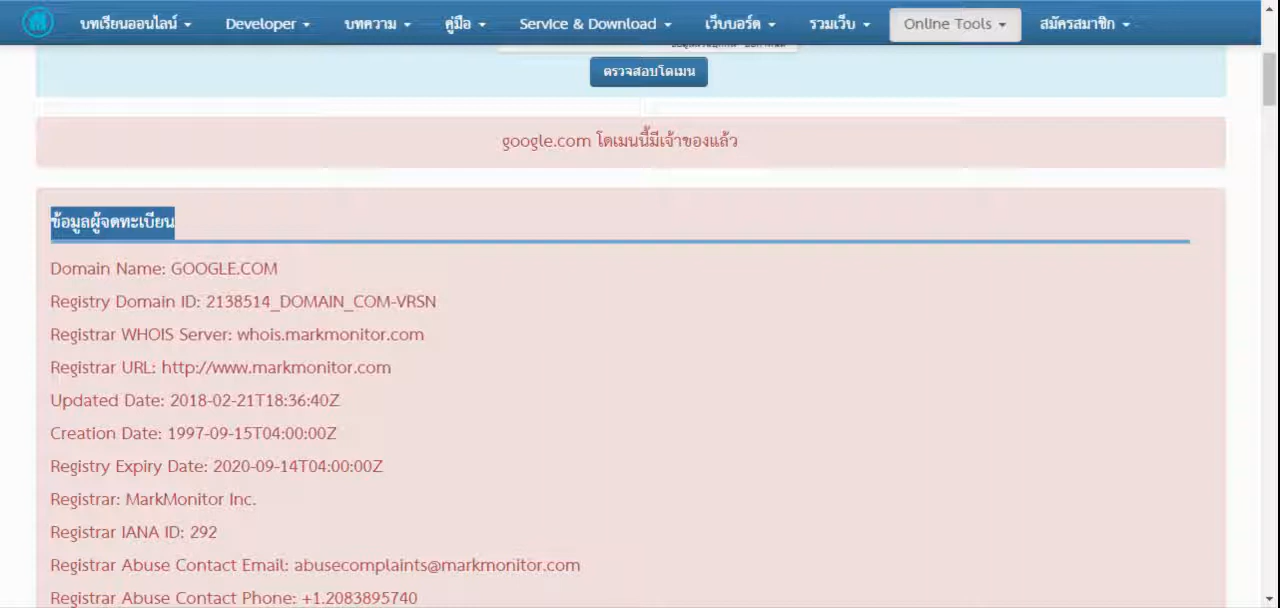 บทเรียนออนไลน์ Developer บทความ คู่มือ Service & Download เว็บบอร์ด รวมเว็บ Online Tools สมัครสมาชิก
ตรวจสอบโดเมน
google.com โดเมนนี้มีเจ้าของแล้ว
ข้อมูลผู้จดทะเบียน
Domain Name: GOOGLE.COM
Registry Domain ID: 2138514_DOMAIN_COM-VRSN
Registrar WHOIS Server: whois.markmonitor.com
Registrar URL: http://www.markmonitor.com
Updated Date: 2018-02-21T18:36:40Z
Creation Date: 1997-09-15T04:00:00Z
Registry Expiry Date: 2020-09-14T04:00:00Z
Registrar: MarkMonitor Inc.
Registrar IANA ID: 292
Registrar Abuse Contact Email: abusecomplaints@markmonitor.com
Registrar Abuse Contact Phone: +1.2083895740